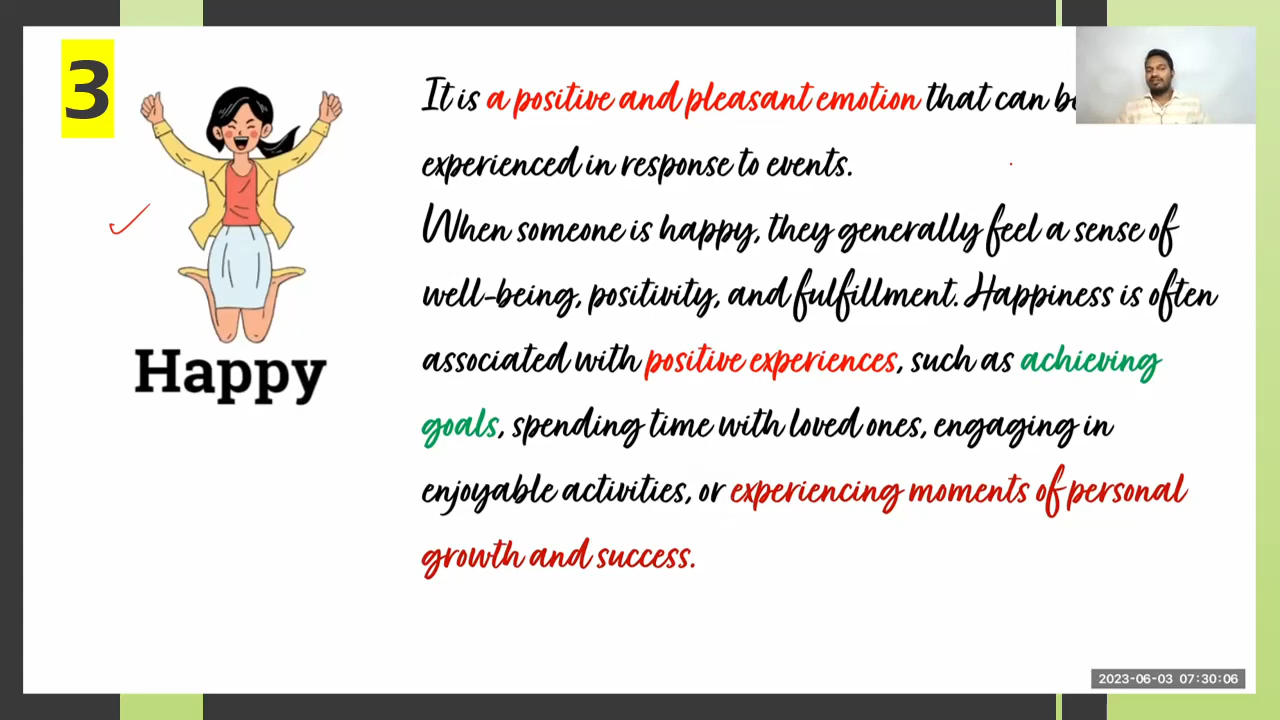 3
It is a positive and pleasant emotion that can
experienced in response to events.
When someone is happy, they generally feel a sense of
well-being, positivity, and fulfillment. Happiness is often
associated with positive experiences, such as achieving
goals, spending time with loved ones, engaging in
enjoyable activities, or experiencing moments of personal
growth and success.
Happy
2023-06-03 07:30:06